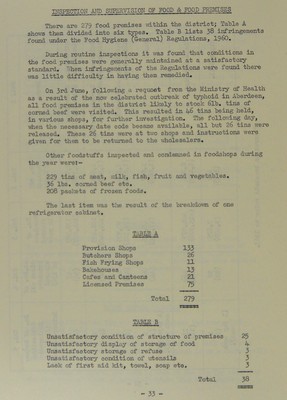 INSPECTION AND SUPERVISION OF FOOD & FOOD PREMISES
There are 279 food premises within the district; Table A
shows them divided into six types. Table B lists 38 infringements
found under the Food Hygiene (General) Regulations, 1960.
During routine inspections it was found that conditions in
the food premises were generally maintained at a satisfactory
standard. When infringements of the Regulations were found there
was little difficulty in having them remedied.
On 3rd June, following a request from the Ministry of Health
as a result of the now celebrated outbreak of typhoid in Aberdeen,
all food premises in the district likely to stock 6lb. tins of
corned beef were visited. This resulted in 46 tins being held,
in various shops, for further investigation. The following day,
when the necessary date code became available, all but 26 tins were
released. These 26 tins were at two shops and instructions were
given for them to be returned to the wholesalers.
Other foodstuffs inspected and condemned in foodshops during
the year were:-
229 tins of meat, milk, fish, fruit and vegetables.
36 lbs. corned beef etc.
208 packets of frozen foods.
The last item was the result of the breakdown of one
refrigerator cabinet.
TABLE A
Provision Shops 133
Butchers Shops 26
Fish Frying Shops 11
Bakehouses 13
Cafes and Canteens 21
Licensed Premises 75
Total 279
TABLE B
Unsatisfactory condition of structure of premises 25
Unsatisfactory display of storage of food 4
Unsatisfactory storage of refuse 3
Unsatisfactory condition of utensils 3
Lack of first aid kit, towel, soap etc. 3
Total 38
- 33 -